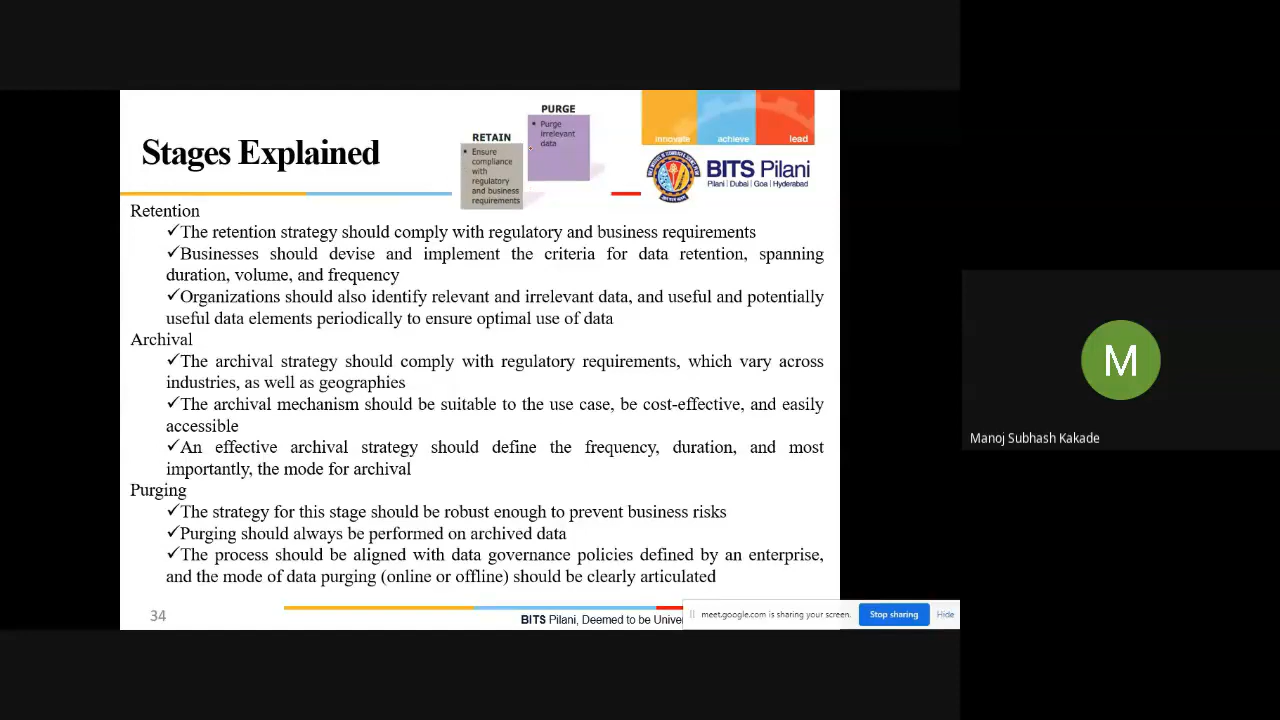 Stages Explained
RETAIN
▪ Ensure
compliance
with
regulatory
and business
requirements
PURGE
▪ Purge
irrelevant
data
innovate achieve lead
BITS Pilani
Pilani | Dubai | Goa | Hyderabad
Retention
✓The retention strategy should comply with regulatory and business requirements
✓Businesses should devise and implement the criteria for data retention, spanning
duration, volume, and frequency
✓Organizations should also identify relevant and irrelevant data, and useful and potentially
useful data elements periodically to ensure optimal use of data
Archival
✓The archival strategy should comply with regulatory requirements, which vary across
industries, as well as geographies
✓The archival mechanism should be suitable to the use case, be cost-effective, and easily
accessible
✓An effective archival strategy should define the frequency, duration, and most
importantly, the mode for archival
Purging
✓The strategy for this stage should be robust enough to prevent business risks
✓Purging should always be performed on archived data
✓The process should be aligned with data governance policies defined by an enterprise,
and the mode of data purging (online or offline) should be clearly articulated
34
BITS Pilani, Deemed to be Unive
meet.google.com is sharing your screen. Stop sharing Hide
M
Manoj Subhash Kakade